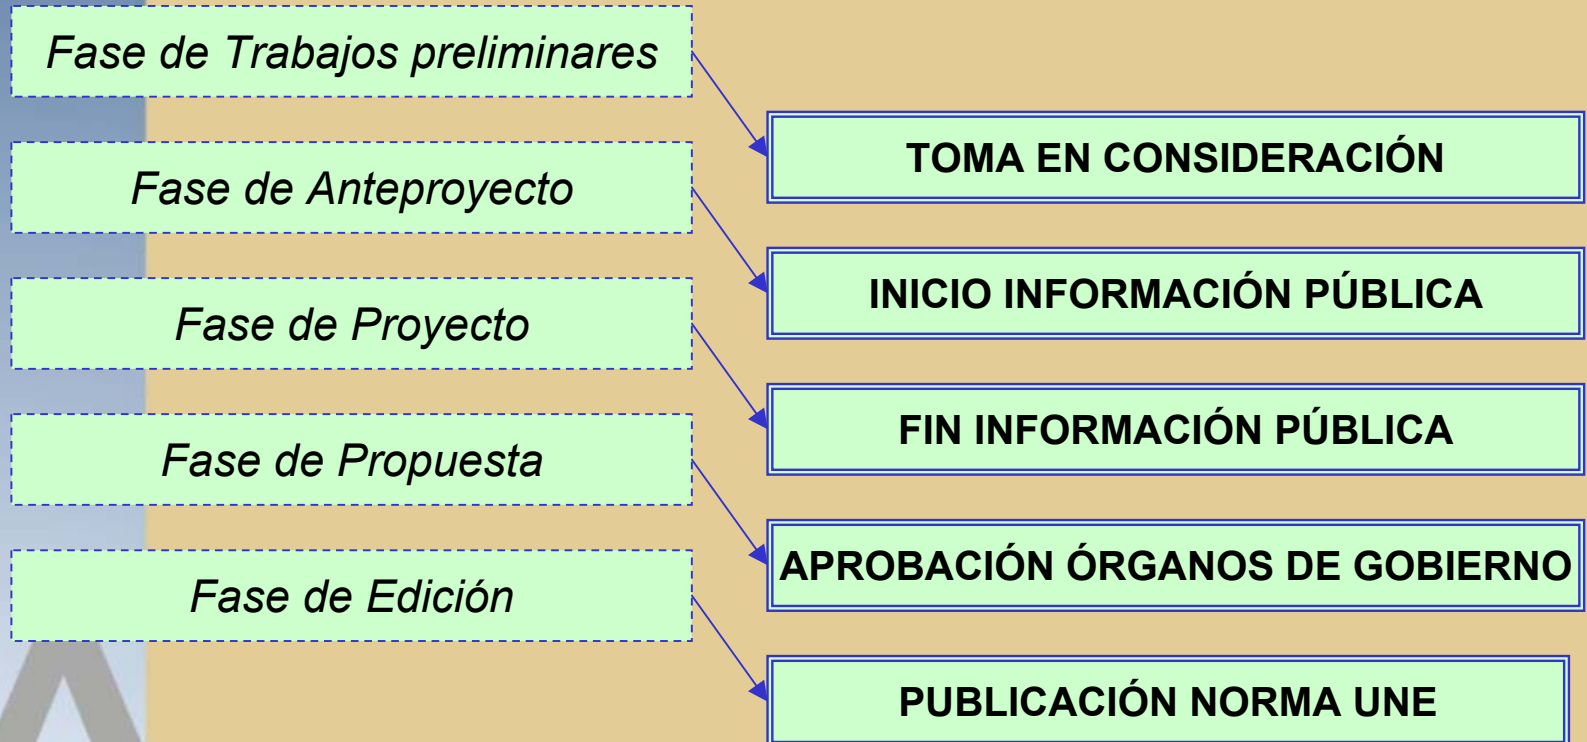 Fase de Trabajos preliminares
TOMA EN CONSIDERACIÓN
Fase de Anteproyecto
INICIO INFORMACIÓN PÚBLICA
Fase de Proyecto
FIN INFORMACIÓN PÚBLICA
Fase de Propuesta
APROBACIÓN ÓRGANOS DE GOBIERNO
Fase de Edición
PUBLICACIÓN NORMA UNE